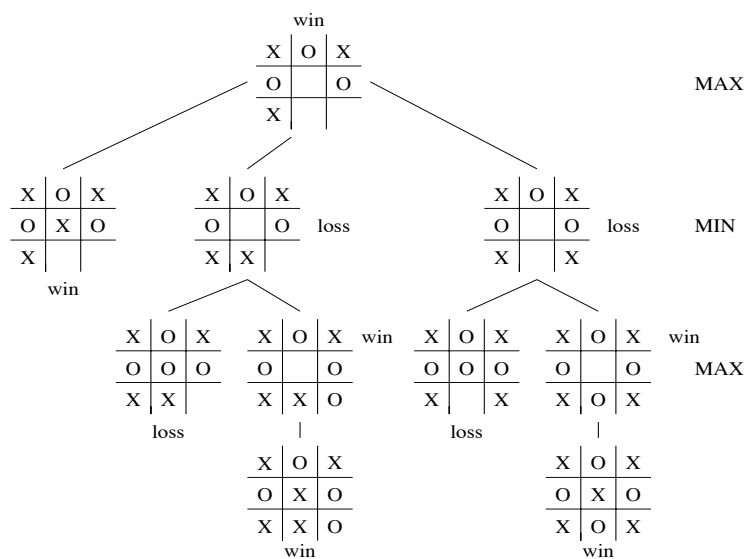 win
X O X
O O MAX
X
X O X X O X X O X
O X O O O loss O O loss MIN
X X X X X
win
X O X X O X win X O X X O X win
O O O O O O O O O O MAX
X X X X O X X X O X
loss loss
X O X X O X
O X O O X O
X X O X O X
win win